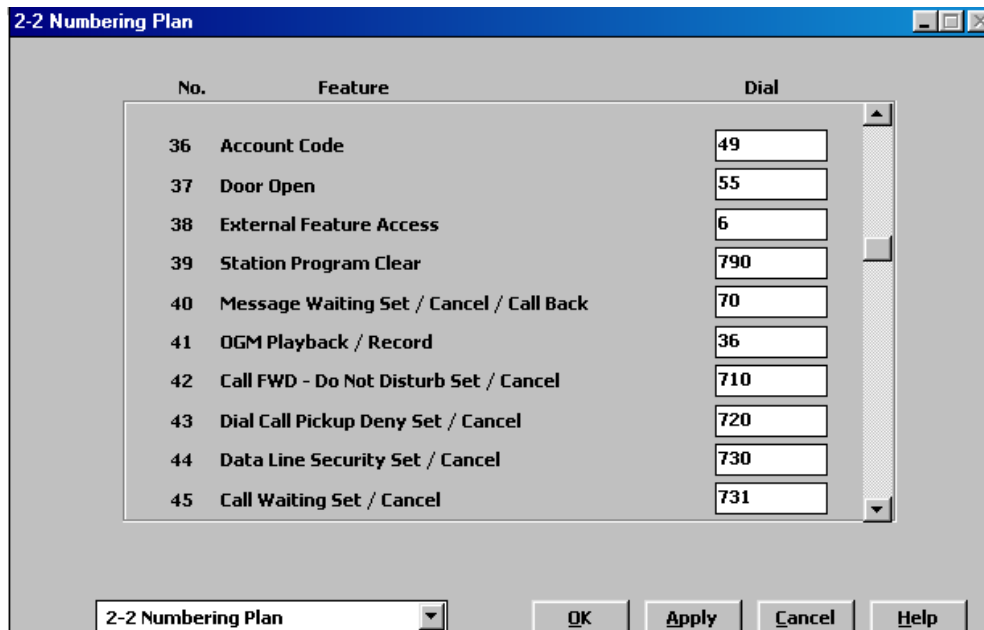 2-2 Numbering Plan
No. Feature Dial
36 Account Code 49
37 Door Open 55
38 External Feature Access 6
39 Station Program Clear 790
40 Message Waiting Set / Cancel / Call Back 70
41 OGM Playback / Record 36
42 Call FWD - Do Not Disturb Set / Cancel 710
43 Dial Call Pickup Deny Set / Cancel 720
44 Data Line Security Set / Cancel 730
45 Call Waiting Set / Cancel 731
2-2 Numbering Plan OK Apply Cancel Help